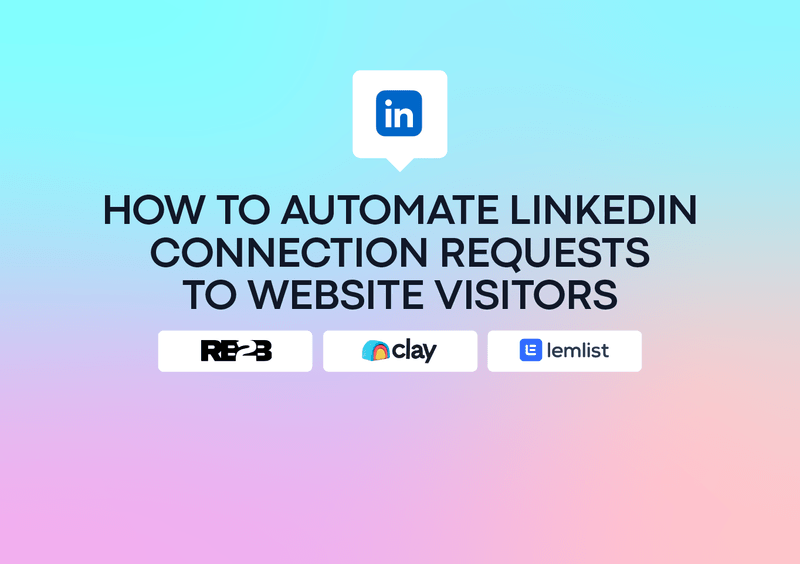 in
HOW TO AUTOMATE LINKEDIN
CONNECTION REQUESTS
TO WEBSITE VISITORS
RB2B clay lemlist